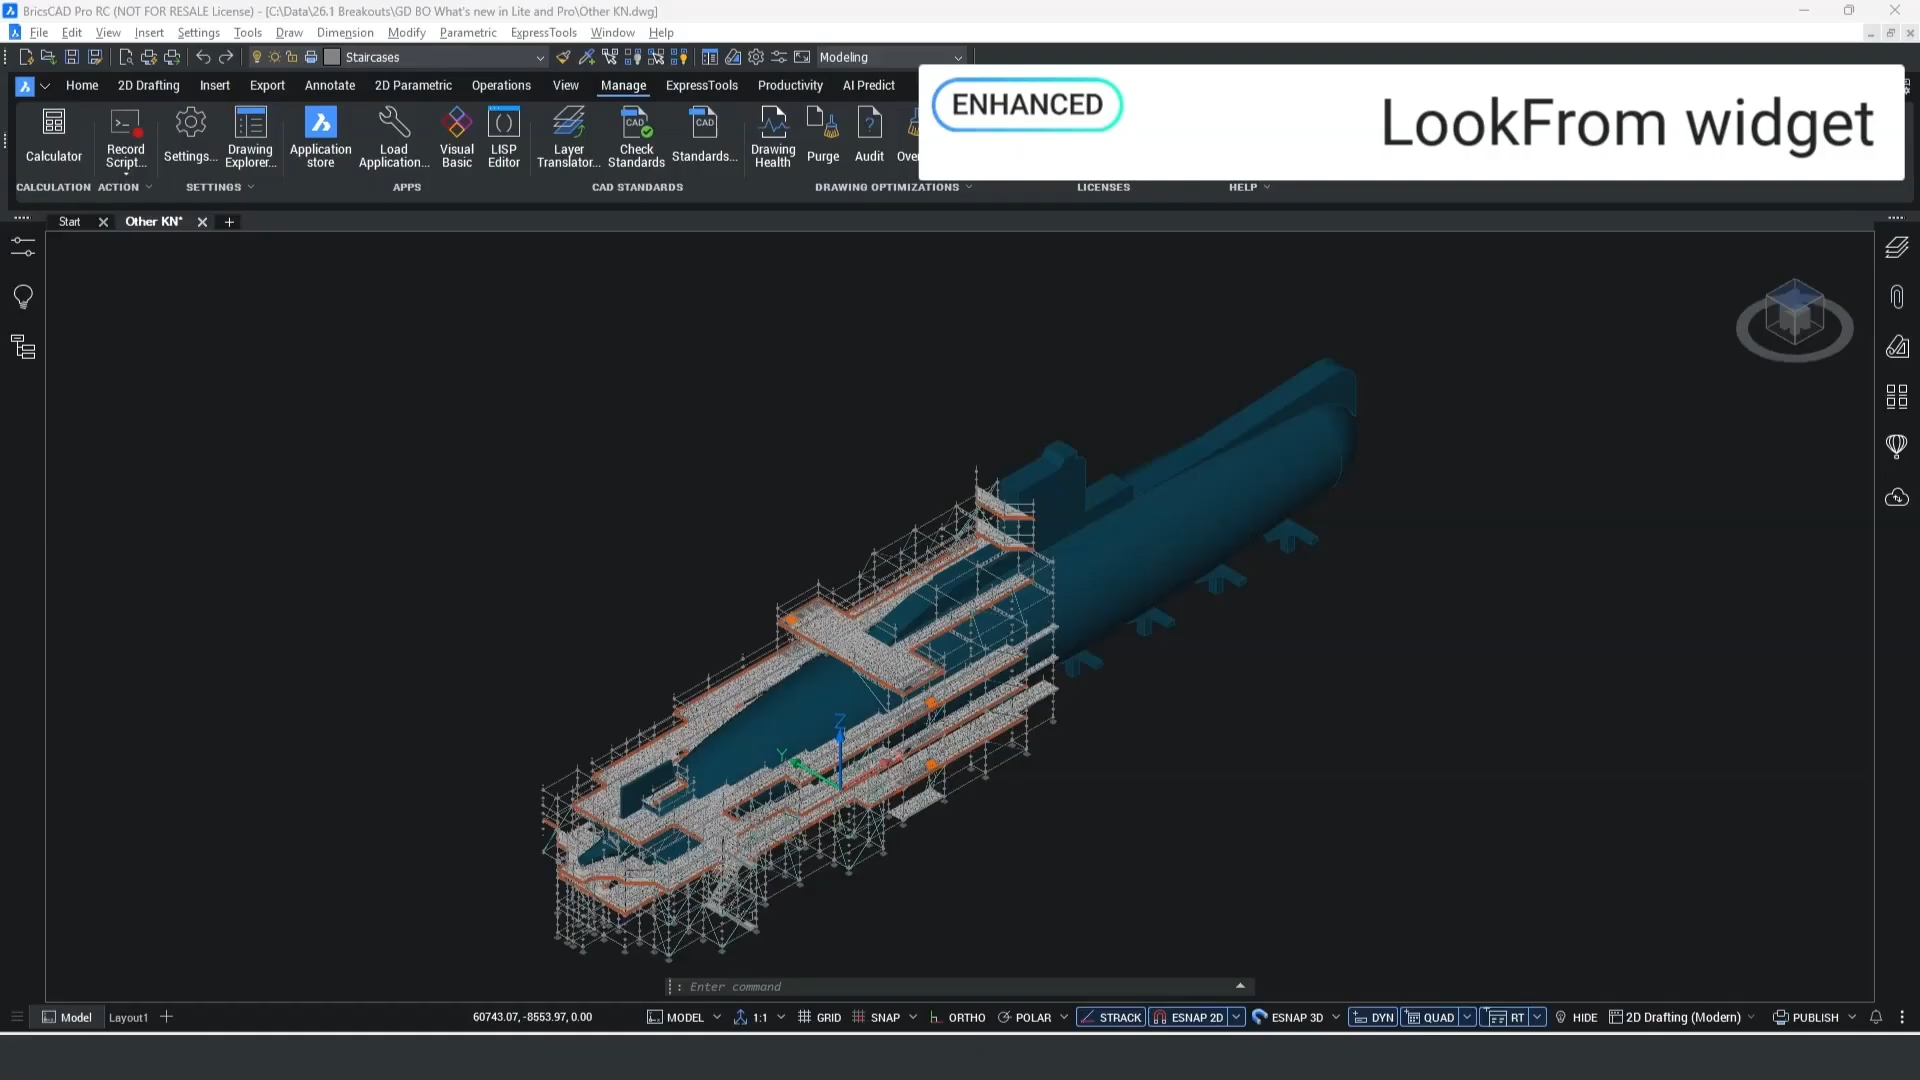 BricsCAD Pro RC (NOT FOR RESALE License) - [C:\Data\26.1 Breakouts\GD BO What's new in Lite and Pro\Other KN.dwg]
File Edit View Insert Settings Tools Draw Dimension Modify Parametric ExpressTools Window Help
Staircases Modeling
Home 2D Drafting Insert Export Annotate 2D Parametric Operations View Manage ExpressTools Productivity AI Predict
ENHANCED LookFrom widget
Calculator Record Script... Settings... Drawing Explorer... Application store Load Application... Visual Basic LISP Editor Layer Translator... Check Standards Standards... Drawing Health Purge Audit Over
CALCULATION ACTION SETTINGS APPS CAD STANDARDS DRAWING OPTIMIZATIONS LICENSES HELP
Start Other KN* +
Z
Y
: Enter command
Model Layout1 + 60743.07, -8553.97, 0.00 MODEL 1:1 GRID SNAP ORTHO POLAR STRACK ESNAP 2D ESNAP 3D DYN QUAD RT HIDE 2D Drafting (Modern) PUBLISH